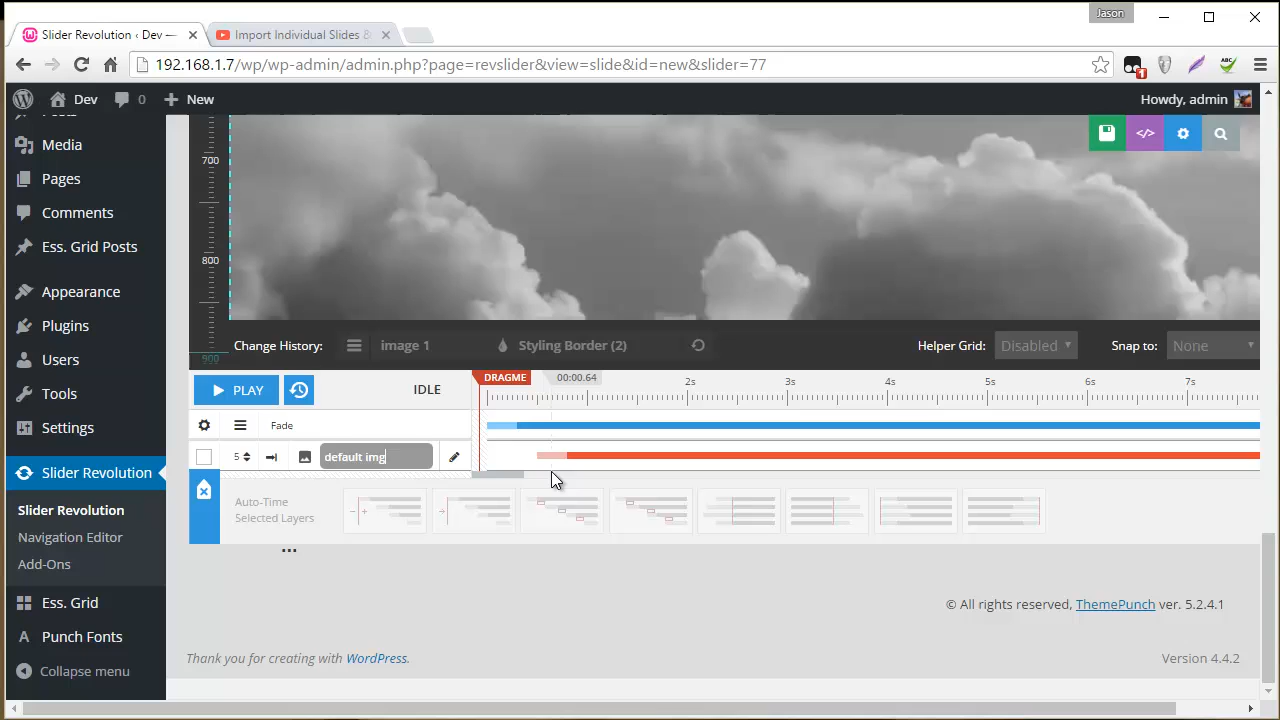 Jason
Slider Revolution ‹ Dev —
Import Individual Slides &
192.168.1.7/wp/wp-admin/admin.php?page=revslider&view=slide&id=new&slider=77
1
ABC
Dev
0
New
Howdy, admin
Posts
Media
Pages
Comments
Ess. Grid Posts
Appearance
Plugins
Users
Tools
Settings
Slider Revolution
Slider Revolution
Navigation Editor
Add-Ons
Ess. Grid
Punch Fonts
Collapse menu
700
800
900
</>
Change History:
image 1
Styling Border (2)
Helper Grid:
Disabled
Snap to:
None
PLAY
IDLE
DRAGME
00:00.64
2s
3s
4s
5s
6s
7s
Fade
5
default img
Auto-Time
Selected Layers
...
© All rights reserved, ThemePunch ver. 5.2.4.1
Thank you for creating with WordPress.
Version 4.4.2